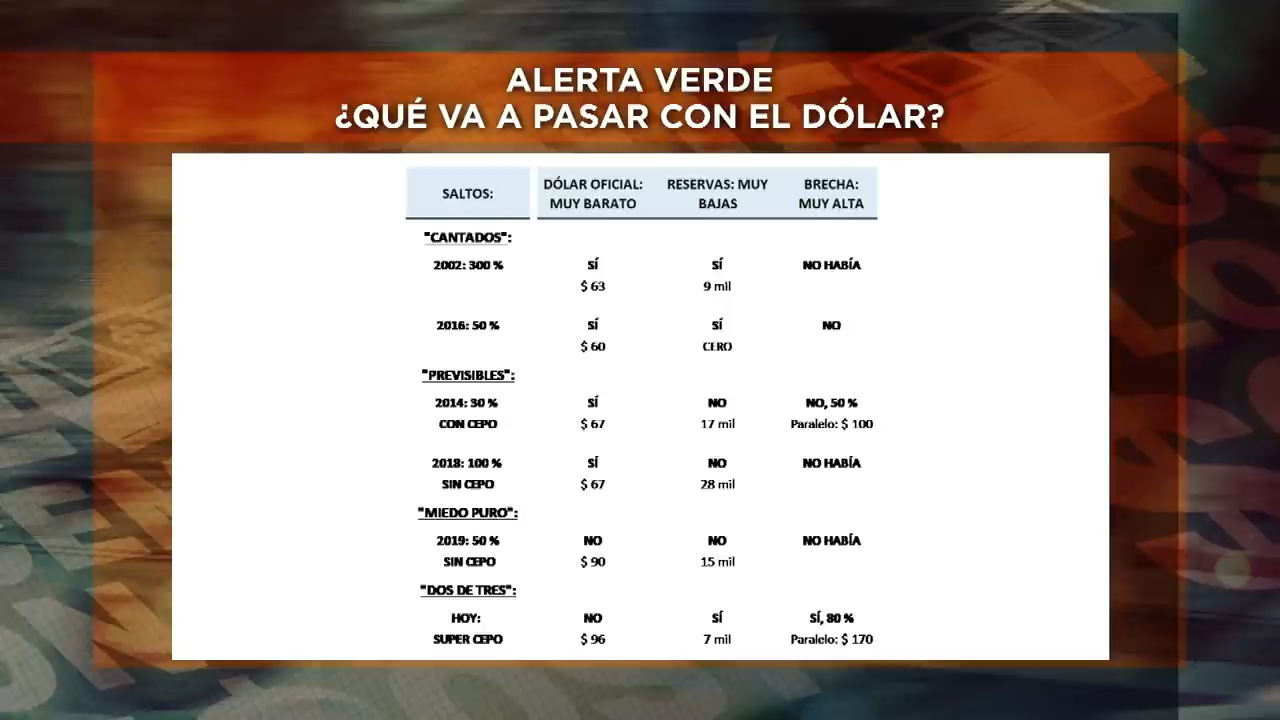 ALERTA VERDE
¿QUÉ VA A PASAR CON EL DÓLAR?
SALTOS: DÓLAR OFICIAL: MUY BARATO RESERVAS: MUY BAJAS BRECHA: MUY ALTA
"CANTADOS":
2002: 300 % SÍ SÍ NO HABÍA
$ 63 9 mil
2016: 50 % SÍ SÍ NO
$ 60 CERO
"PREVISIBLES":
2014: 30 % SÍ NO NO, 50 %
CON CEPO $ 67 17 mil Paralelo: $ 100
2018: 100 % SÍ NO NO HABÍA
SIN CEPO $ 67 28 mil
"MIEDO PURO":
2019: 50 % NO NO NO HABÍA
SIN CEPO $ 90 15 mil
"DOS DE TRES":
HOY: NO SÍ SÍ, 80 %
SUPER CEPO $ 96 7 mil Paralelo: $ 170